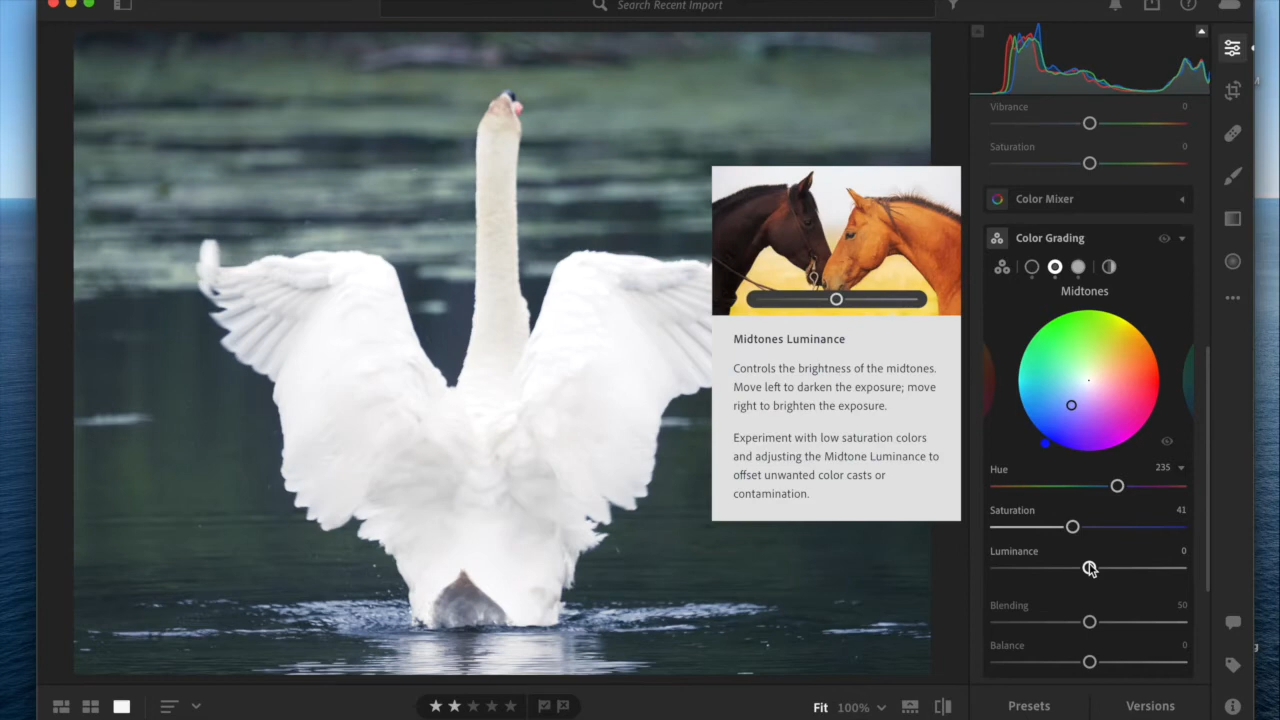 Search Recent Import
Vibrance 0
Saturation 0
Color Mixer
Color Grading
Midtones
Midtones Luminance
Controls the brightness of the midtones.
Move left to darken the exposure; move
right to brighten the exposure.
Experiment with low saturation colors
and adjusting the Midtone Luminance to
offset unwanted color casts or
contamination.
Hue 235
Saturation 41
Luminance 0
Blending 50
Balance 0
Fit 100%
Presets Versions